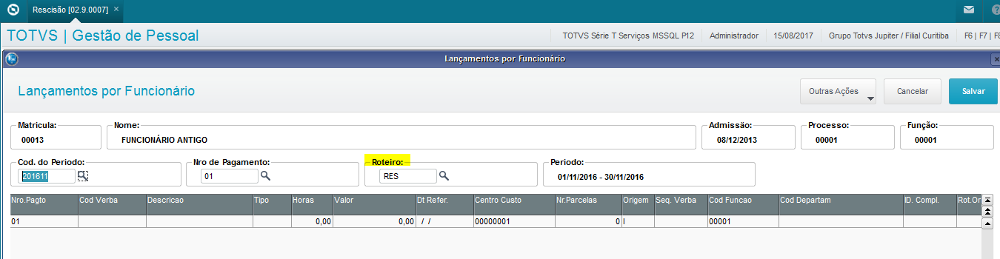 Rescisão [02.9.0007] ×
TOTVS | Gestão de Pessoal
TOTVS Série T Serviços MSSQL P12 Administrador 15/08/2017 Grupo Totvs Jupiter / Filial Curitiba F6 | F7 | F8
Lançamentos por Funcionário
Lançamentos por Funcionário
Outras Ações Cancelar Salvar
Matricula: Nome: Admissão: Processo: Função:
00013 FUNCIONÁRIO ANTIGO 08/12/2013 00001 00001
Cod. do Periodo: Nro de Pagamento: Roteiro: Periodo:
201611 01 RES 01/11/2016 - 30/11/2016
Nro.Pagto Cod Verba Descricao Tipo Horas Valor Dt Refer. Centro Custo Nr.Parcelas Origem Seq. Verba Cod Funcao Cod Departam ID. Compl. Rot.Or
01 0,00 0,00 / / 00000001 0 I 00001